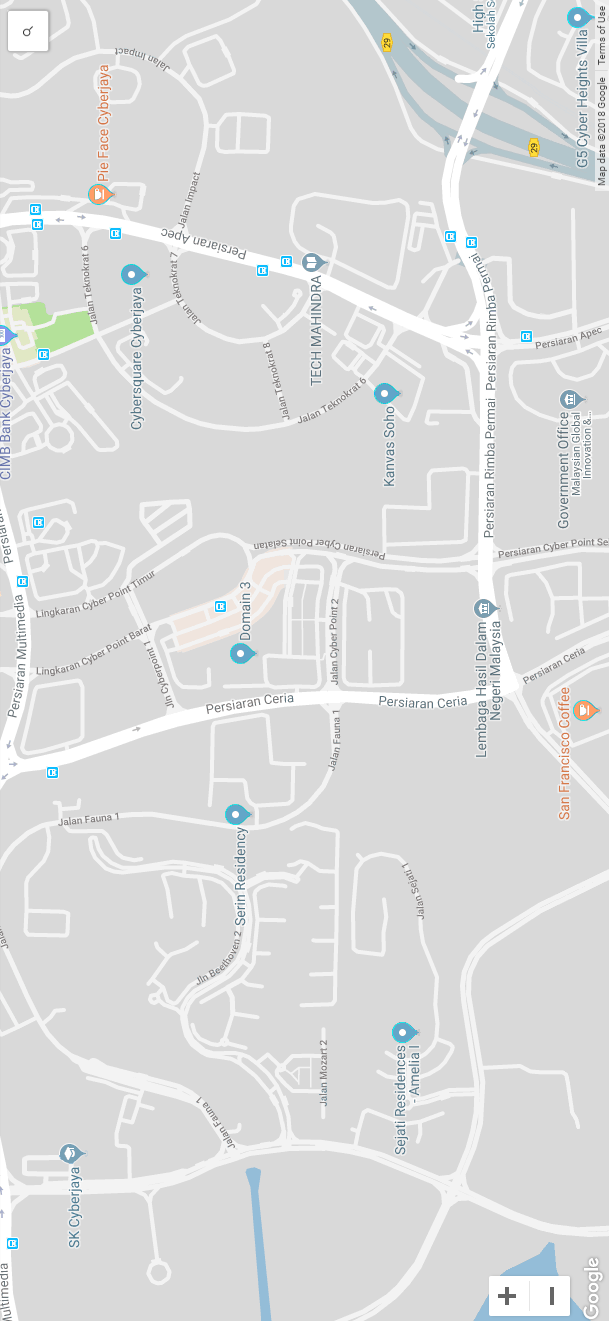 High
Sekolah S
G5 Cyber Heights Villa
Terms of Use
Map data ©2018 Google
29
29
Jalan Impact
Pie Face Cyberjaya
Jalan Impact
Persiaran Apec
Jalan Teknokrat 6
Jalan Teknokrat 7
Cybersquare Cyberjaya
TECH MAHINDRA
Persiaran Rimba Permai
Persiaran Apec
CIMB Bank Cyberjaya
Jalan Teknokrat 8
Jalan Teknokrat 6
Kanvas Soho
Persiaran Rimba Permai
Government Office
Malaysian Global
Innovation &...
Persiaran
Persiaran Cyber Point Selatan
Persiaran Cyber Point Se
Lingkaran Cyber Point Timur
Domain 3
Jalan Cyber Point 2
Lembaga Hasil Dalam
Negeri Malaysia
Lingkaran Cyber Point Barat
Jln Cyberpoint 1
Persiaran Multimedia
Persiaran Ceria
Persiaran Ceria
Persiaran Ceria
San Francisco Coffee
Jalan Fauna 1
Jalan Fauna 1
Serin Residency
Jalan Sejati 1
Jln Beethoven 2
Jalan
Jalan Mozart 2
Sejati Residences
- Amelia I
Jalan Fauna 1
SK Cyberjaya
Multimedia
Google